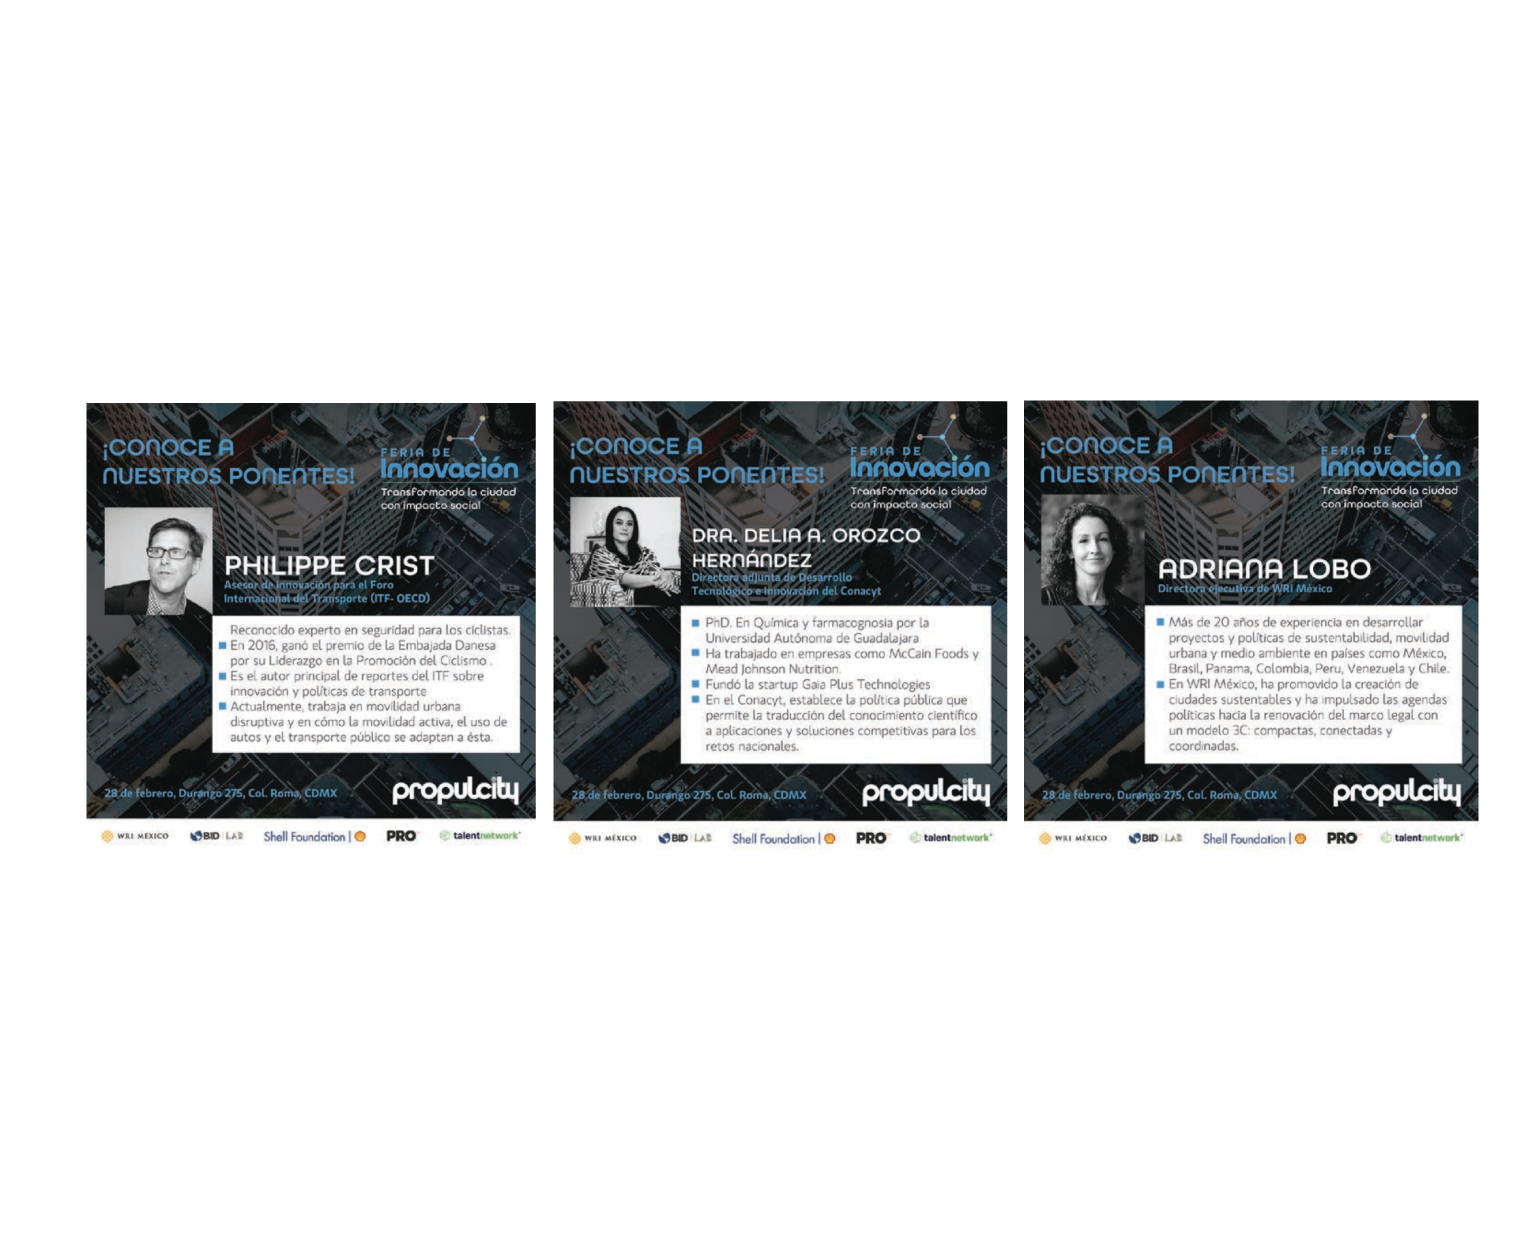 ¡CONOCE A
NUESTROS PONENTES!
FERIA DE
Innovación
Transformando la ciudad
con impacto social
PHILIPPE CRIST
Asesor de innovación para el Foro
Internacional del Transporte (ITF- OECD)
Reconocido experto en seguridad para los ciclistas.
En 2016, ganó el premio de la Embajada Danesa
por su Liderazgo en la Promoción del Ciclismo .
Es el autor principal de reportes del ITF sobre
innovación y políticas de transporte
Actualmente, trabaja en movilidad urbana
disruptiva y en cómo la movilidad activa, el uso de
autos y el transporte público se adaptan a ésta.
28 de febrero, Durango 275, Col. Roma, CDMX
propulcity
WRI MÉXICO BID LAB Shell Foundation PRO talentnetwork
¡CONOCE A
NUESTROS PONENTES!
FERIA DE
Innovación
Transformando la ciudad
con impacto social
DRA. DELIA A. OROZCO
HERNÁNDEZ
Directora adjunta de Desarrollo
Tecnológico e Innovación del Conacyt
PhD. En Química y farmacognosia por la
Universidad Autónoma de Guadalajara
Ha trabajado en empresas como McCain Foods y
Mead Johnson Nutrition.
Fundó la startup Gaia Plus Technologies
En el Conacyt, establece la política pública que
permite la traducción del conocimiento científico
a aplicaciones y soluciones competitivas para los
retos nacionales.
28 de febrero, Durango 275, Col. Roma, CDMX
propulcity
WRI MÉXICO BID LAB Shell Foundation PRO talentnetwork
¡CONOCE A
NUESTROS PONENTES!
FERIA DE
Innovación
Transformando la ciudad
con impacto social
ADRIANA LOBO
Directora ejecutiva de WRI México
Más de 20 años de experiencia en desarrollar
proyectos y políticas de sustentabilidad, movilidad
urbana y medio ambiente en países como México,
Brasil, Panama, Colombia, Peru, Venezuela y Chile.
En WRI México, ha promovido la creación de
ciudades sustentables y ha impulsado las agendas
políticas hacia la renovación del marco legal con
un modelo 3C: compactas, conectadas y
coordinadas.
28 de febrero, Durango 275, Col. Roma, CDMX
propulcity
WRI MÉXICO BID LAB Shell Foundation PRO talentnetwork